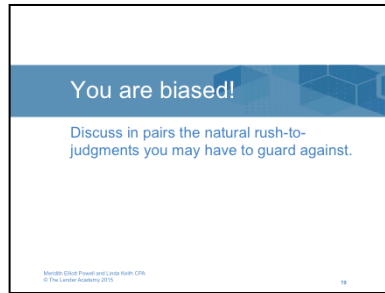 You are biased!
Discuss in pairs the natural rush-to-
judgments you may have to guard against.
Meridith Elliott Powell and Linda Keith CPA
© The Lender Academy 2015
19